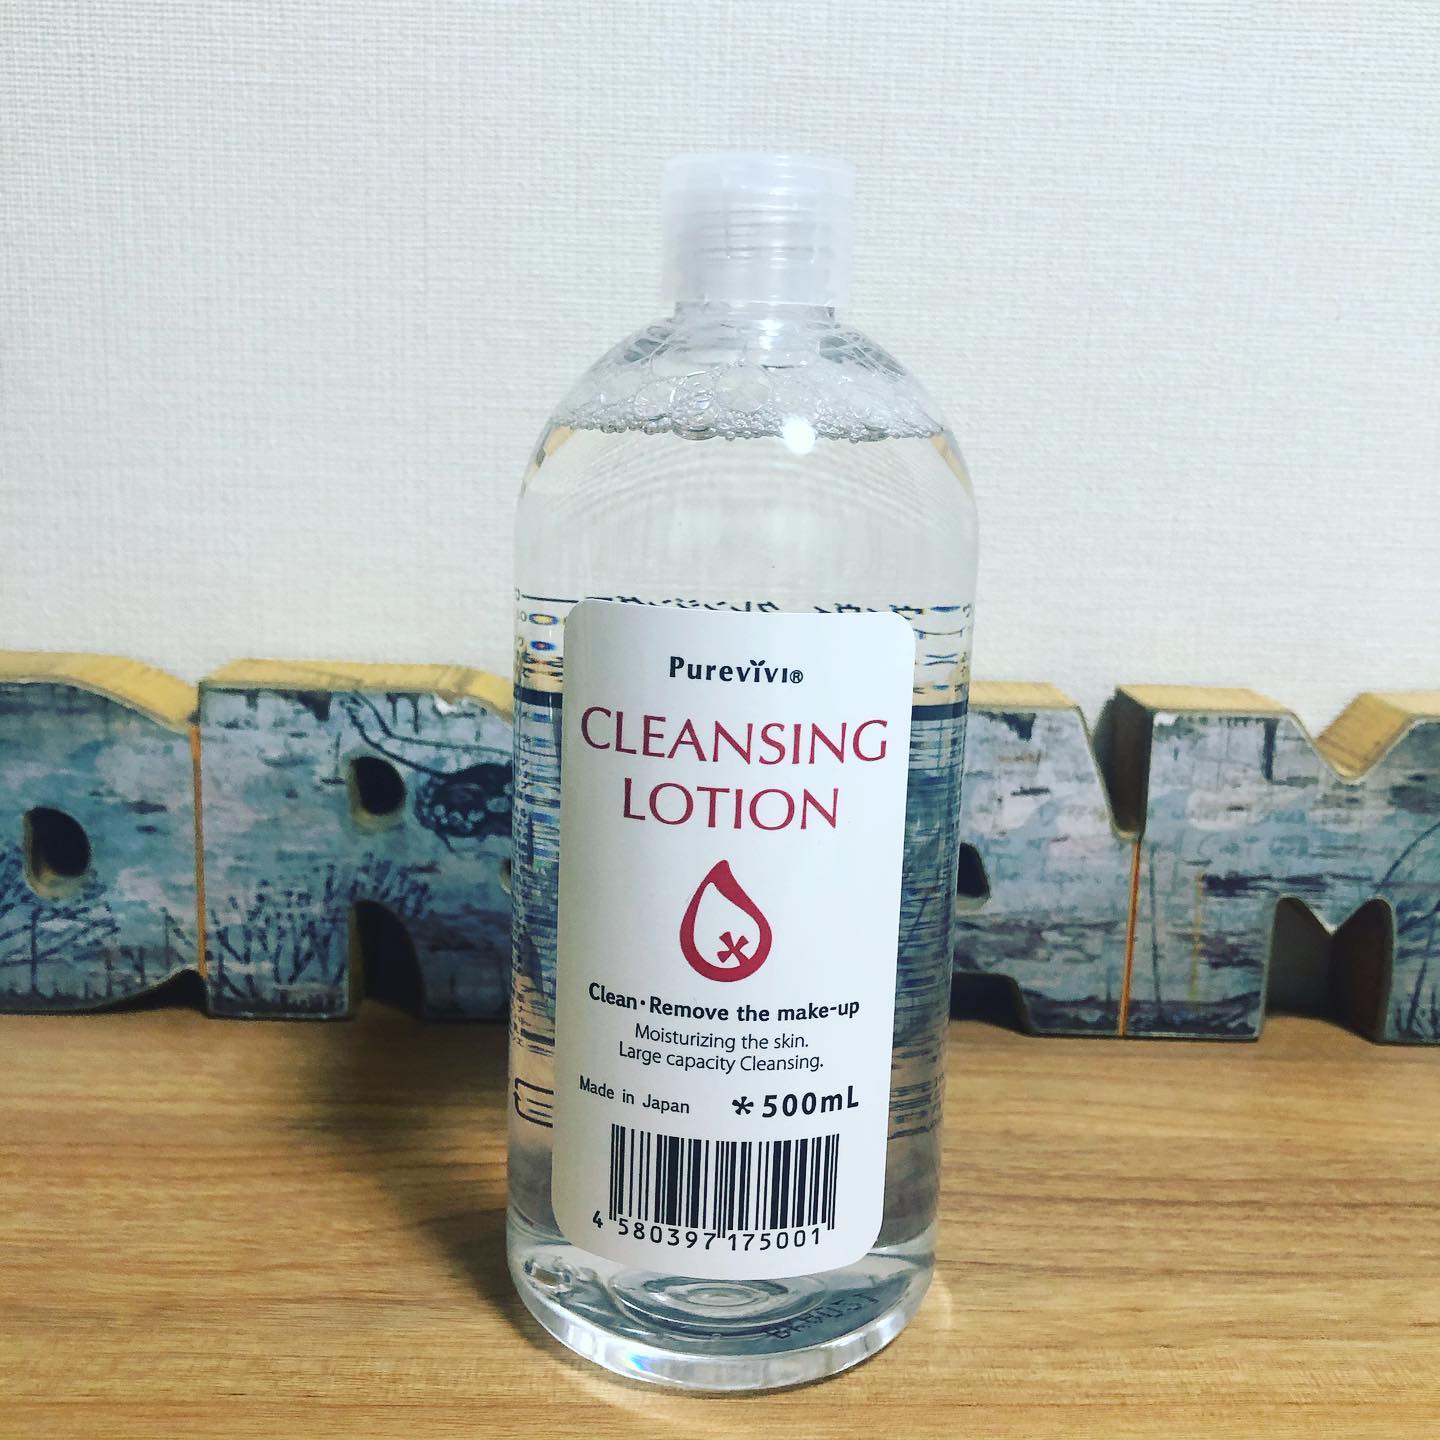 Purevivi®
CLEANSING
LOTION
Clean・Remove the make-up
Moisturizing the skin.
Large capacity Cleansing.
Made in Japan *500mL
4 580397 175001